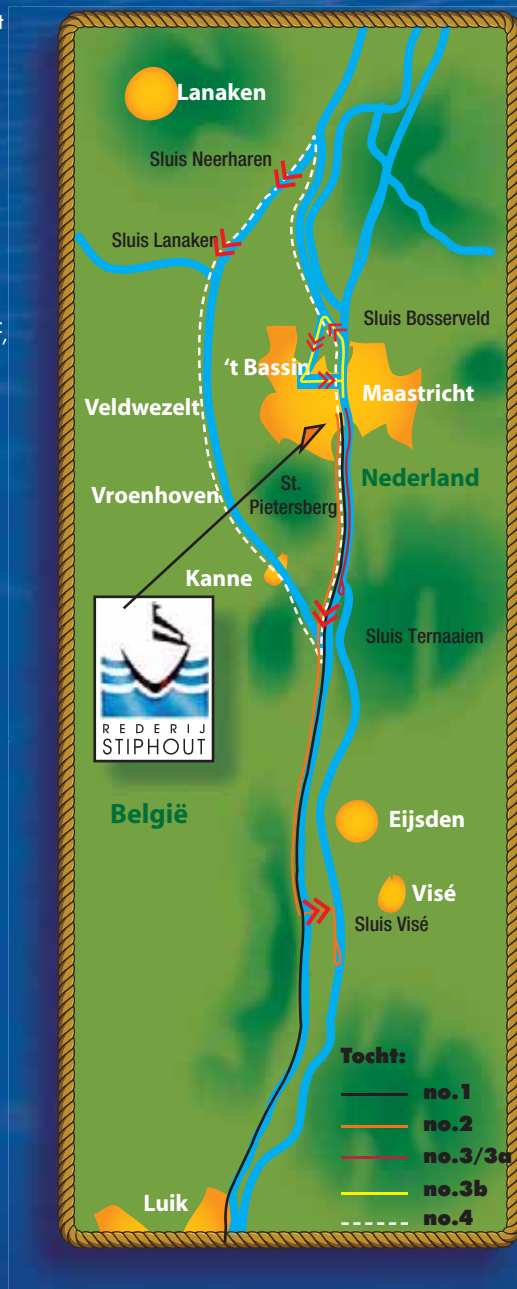 Lanaken
Sluis Neerharen
Sluis Lanaken
Sluis Bosserveld
't Bassin
Maastricht
Veldwezelt
Nederland
St.
Pietersberg
Vroenhoven
Kanne
Sluis Ternaaien
REDERIJ
STIPHOUT
België
Eijsden
Visé
Sluis Visé
Tocht:
no.1
no.2
no.3/3a
no.3b
no.4
Luik